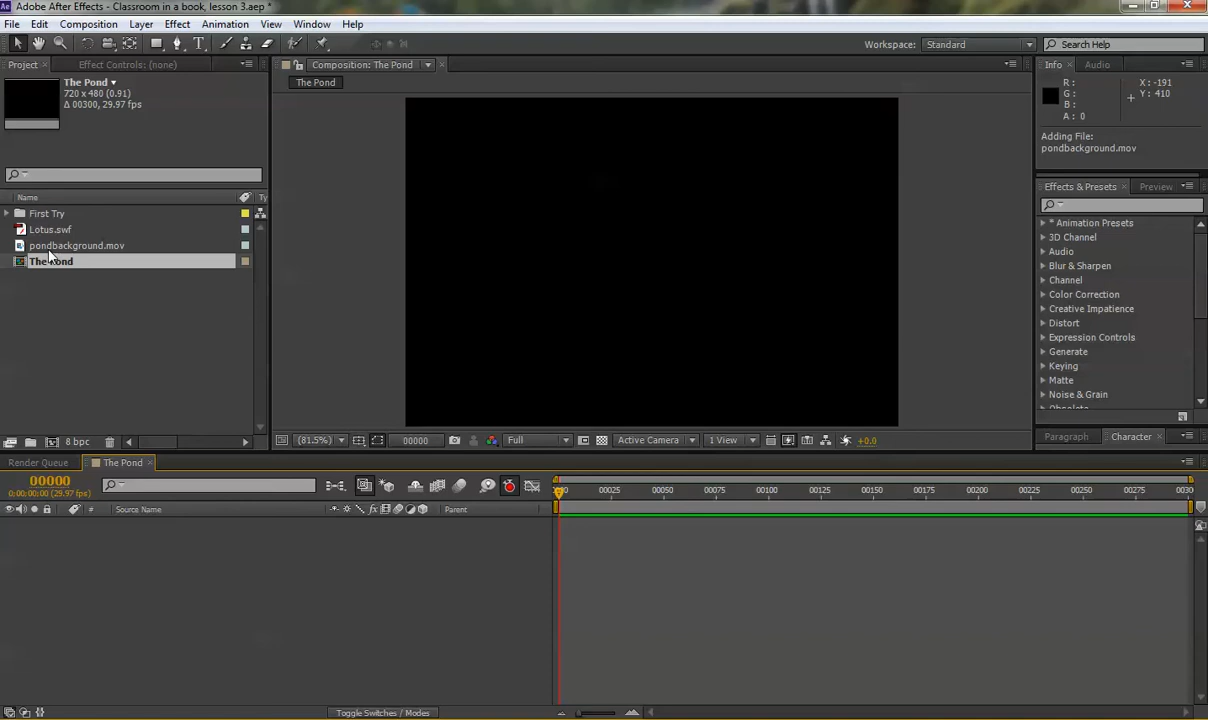 Ae Adobe After Effects - Classroom in a book, lesson 3.aep *
File Edit Composition Layer Effect Animation View Window Help
Workspace: Standard Search Help
Project Effect Controls: (none) Composition: The Pond Info Audio
The Pond
720 x 480 (0.91)
Δ 00300, 29.97 fps
The Pond
R :
G :
B :
A : 0
X : -191
Y : 410
Adding File:
pondbackground.mov
Effects & Presets Preview
Name Ty
First Try
Lotus.swf
pondbackground.mov
The Pond
* Animation Presets
3D Channel
Audio
Blur & Sharpen
Channel
Color Correction
Creative Impatience
Distort
Expression Controls
Generate
Keying
Matte
Noise & Grain
Obsolete
8 bpc (81.5%) 00000 Full Active Camera 1 View +0.0
Paragraph Character
Render Queue The Pond
00000
0:00:00:00 (29.97 fps)
00025 00050 00075 00100 00125 00150 00175 00200 00225 00250 00275 0030
# Source Name fx Parent
Toggle Switches / Modes